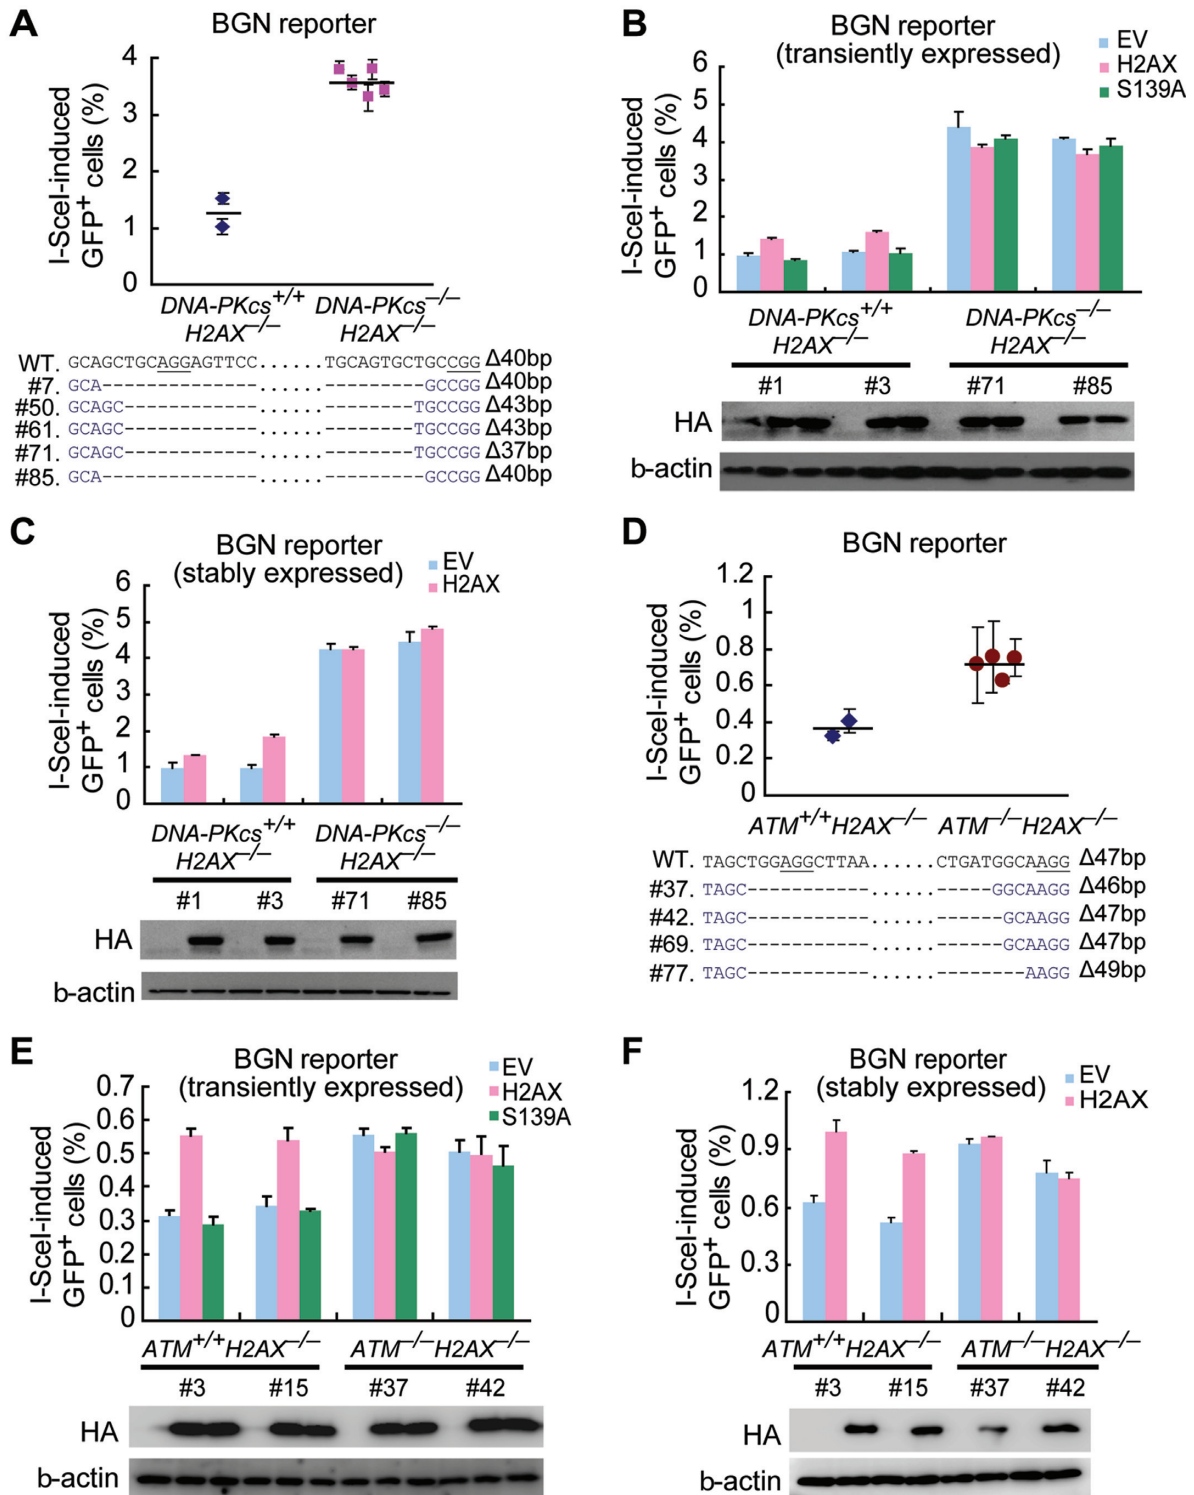 A
BGN reporter
I-SceI-induced
GFP+ cells (%)
4
3
2
1
0
DNA-PKcs+/+
H2AX−/−
DNA-PKcs−/−
H2AX−/−
WT. GCAGCTGCAGGAGTTCC......TGCAGTGCTGCCGG Δ40bp
#7. GCA--------------......-----------GCCGG Δ40bp
#50. GCAGC------------......----------TGCCGG Δ43bp
#61. GCAGC------------......----------TGCCGG Δ43bp
#71. GCAGC------------......----------TGCCGG Δ37bp
#85. GCA--------------......-----------GCCGG Δ40bp
B
BGN reporter
(transiently expressed)
EV
H2AX
S139A
I-SceI-induced
GFP+ cells (%)
6
5
4
3
2
1
0
DNA-PKcs+/+
H2AX−/−
DNA-PKcs−/−
H2AX−/−
#1 #3 #71 #85
HA
b-actin
C
BGN reporter
(stably expressed)
EV
H2AX
I-SceI-induced
GFP+ cells (%)
6
5
4
3
2
1
0
DNA-PKcs+/+
H2AX−/−
DNA-PKcs−/−
H2AX−/−
#1 #3 #71 #85
HA
b-actin
D
BGN reporter
I-SceI-induced
GFP+ cells (%)
1.2
1
0.8
0.6
0.4
0.2
0
ATM+/+H2AX−/− ATM−/−H2AX−/−
WT. TAGCTGGAGGCTTAA......CTGATGGCAAGG Δ47bp
#37. TAGC-----------......-----GGCAAGG Δ46bp
#42. TAGC-----------......------GCAAGG Δ47bp
#69. TAGC-----------......------GCAAGG Δ47bp
#77. TAGC-----------......--------AAGG Δ49bp
E
BGN reporter
(transiently expressed)
EV
H2AX
S139A
I-SceI-induced
GFP+ cells (%)
0.7
0.6
0.5
0.4
0.3
0.2
0.1
0
ATM+/+H2AX−/− ATM−/−H2AX−/−
#3 #15 #37 #42
HA
b-actin
F
BGN reporter
(stably expressed)
EV
H2AX
I-SceI-induced
GFP+ cells (%)
1.2
0.9
0.6
0.3
0
ATM+/+H2AX−/− ATM−/−H2AX−/−
#3 #15 #37 #42
HA
b-actin